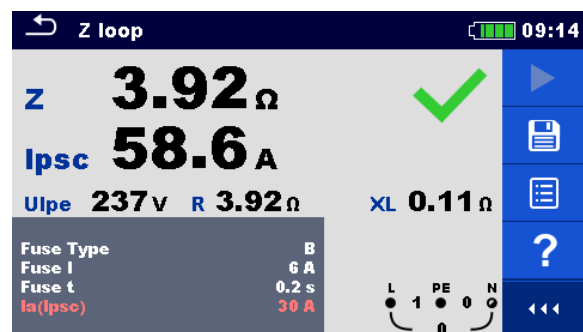 Z loop 09:14
Z 3.92 Ω
Ipsc 58.6 A
Ulpe 237 V R 3.92 Ω XL 0.11 Ω
Fuse Type B
Fuse I 6 A
Fuse t 0.2 s
Ia(Ipsc) 30 A
L PE N
1 0
0
?